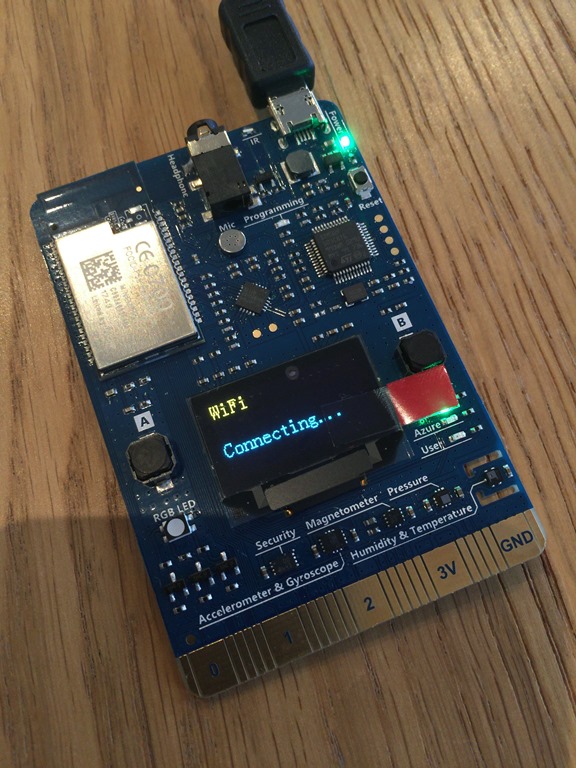 Power
IR
Headphone
Reset
Programming
Mic
B
WiFi
Connecting...
A
Azure
User
RGB LED
Security
Magnetometer
Pressure
Humidity & Temperature
Accelerometer & Gyroscope
0
1
2
3V
GND